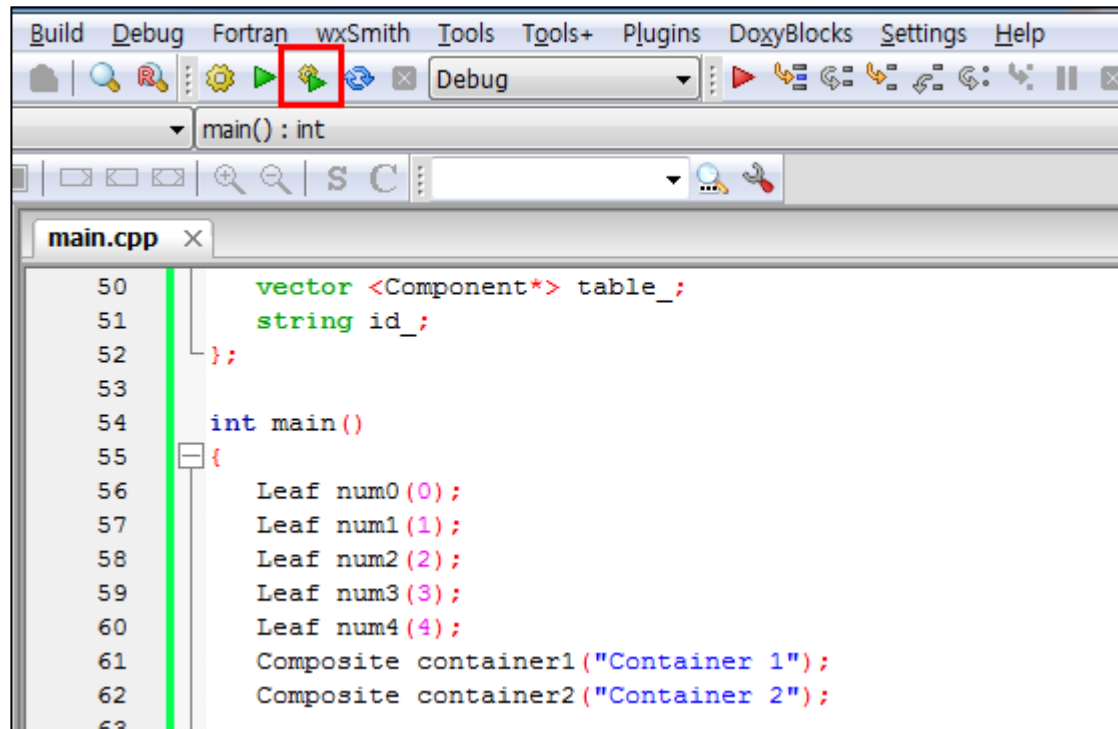 Build Debug Fortran wxSmith Tools Tools+ Plugins DoxyBlocks Settings Help
R Debug
main() : int
S C
main.cpp
50 vector <Component*> table_;
51 string id_;
52 };
53
54 int main()
55 {
56 Leaf num0(0);
57 Leaf num1(1);
58 Leaf num2(2);
59 Leaf num3(3);
60 Leaf num4(4);
61 Composite container1("Container 1");
62 Composite container2("Container 2");
63